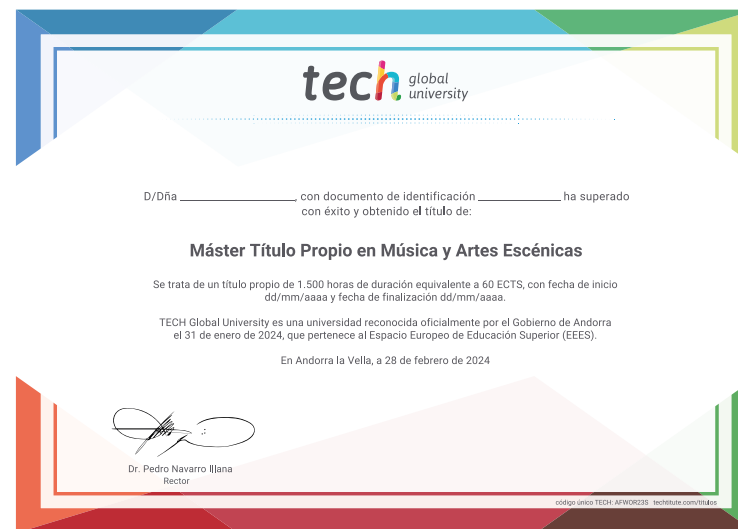 tech global university
D/Dña ____________, con documento de identificación ____________ ha superado
con éxito y obtenido el título de:
Máster Título Propio en Música y Artes Escénicas
Se trata de un título propio de 1.500 horas de duración equivalente a 60 ECTS, con fecha de inicio
dd/mm/aaaa y fecha de finalización dd/mm/aaaa.
TECH Global University es una universidad reconocida oficialmente por el Gobierno de Andorra
el 31 de enero de 2024, que pertenece al Espacio Europeo de Educación Superior (EEES).
En Andorra la Vella, a 28 de febrero de 2024
Dr. Pedro Navarro Illana
Rector
código único TECH: AFWOR23S techtitute.com/titulos